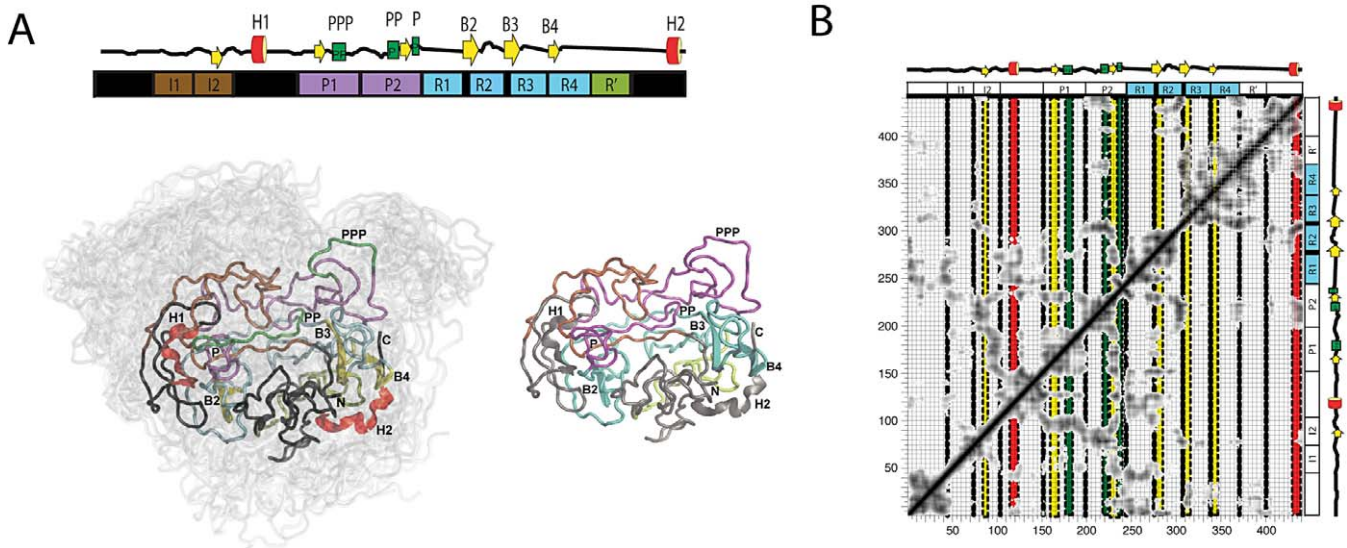 A
H1 PPP PP P B2 B3 B4 H2
I1 I2 P1 P2 R1 R2 R3 R4 R'
PPP
H1
PP
B3
P
C
B2
B4
N
H2
PPP
H1
PP
B3
P
C
B2
B4
N
H2
B
I1 I2 P1 P2 R1 R2 R3 R4 R'
400
350
300
250
200
150
100
50
50 100 150 200 250 300 350 400
R'
R4
R3
R2
R1
P2
P1
I2
I1